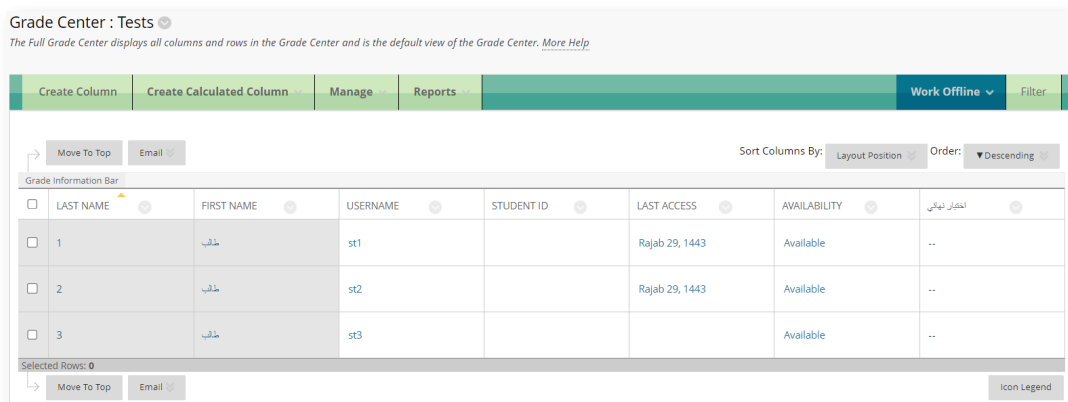 Grade Center : Tests
The Full Grade Center displays all columns and rows in the Grade Center and is the default view of the Grade Center. More Help
Create Column Create Calculated Column Manage Reports Work Offline Filter
Move To Top Email Sort Columns By: Layout Position Order: ▼Descending
Grade Information Bar
LAST NAME FIRST NAME USERNAME STUDENT ID LAST ACCESS AVAILABILITY اختبار نهائي
1 طالب st1 Rajab 29, 1443 Available --
2 طالب st2 Rajab 29, 1443 Available --
3 طالب st3 Available --
Selected Rows: 0
Move To Top Email Icon Legend